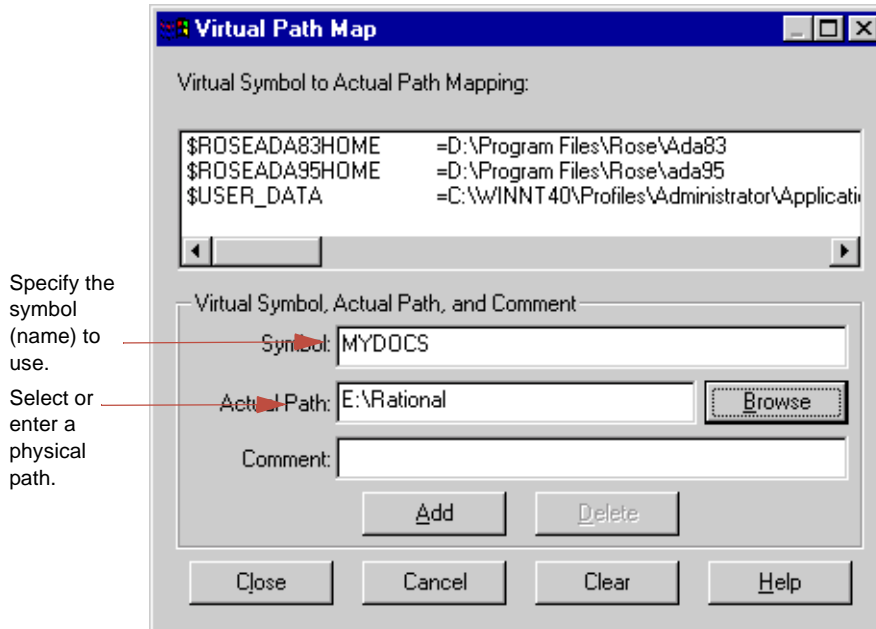 Virtual Path Map
Virtual Symbol to Actual Path Mapping:
$ROSEADA83HOME =D:\Program Files\Rose\Ada83
$ROSEADA95HOME =D:\Program Files\Rose\ada95
$USER_DATA =C:\WINNT40\Profiles\Administrator\Applicati
Specify the
symbol
(name) to
use.
Select or
enter a
physical
path.
Virtual Symbol, Actual Path, and Comment
Symbol: MYDOCS
Actual Path: E:\Rational Browse
Comment:
Add Delete
Close Cancel Clear Help